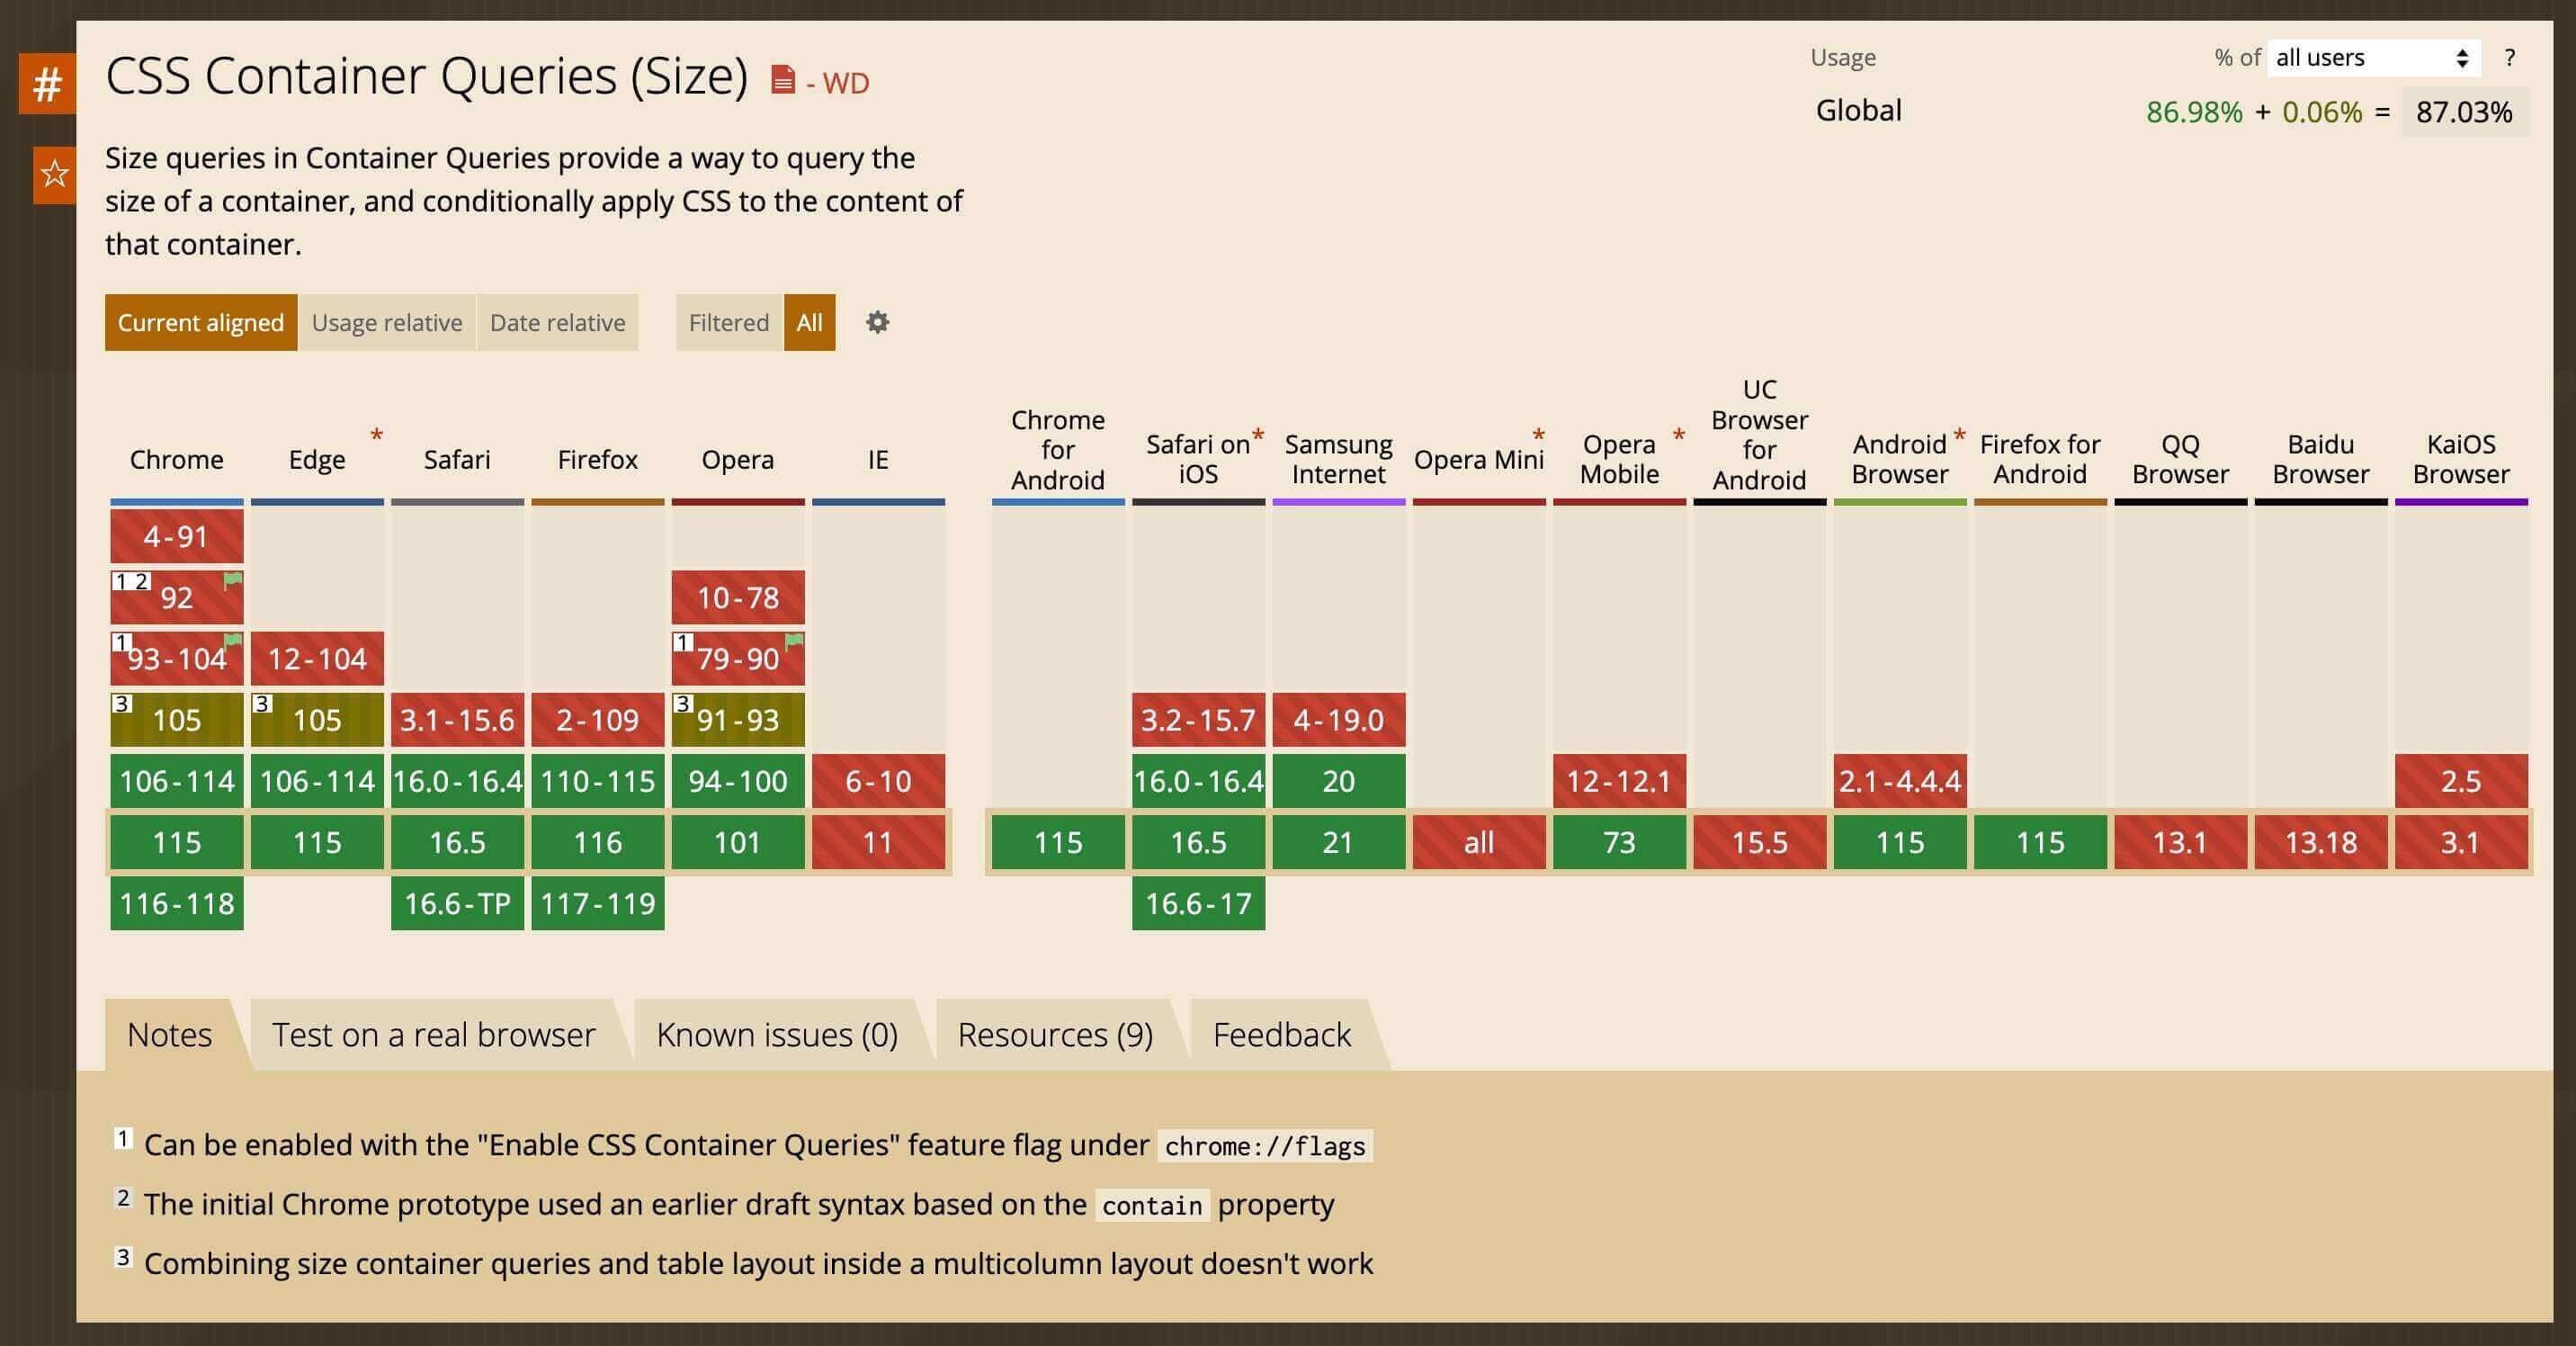 #
CSS Container Queries (Size) - WD
Usage % of all users ?
Global 86.98% + 0.06% = 87.03%
Size queries in Container Queries provide a way to query the
size of a container, and conditionally apply CSS to the content of
that container.
Current aligned Usage relative Date relative Filtered All
Chrome Edge * Safari Firefox Opera IE Chrome for Android Safari on iOS * Samsung Internet Opera Mini * Opera Mobile * UC Browser for Android Android Browser * Firefox for Android QQ Browser Baidu Browser KaiOS Browser
4-91
1 2 92 10-78
1 93-104 12-104 1 79-90
3 105 3 105 3.1-15.6 2-109 3 91-93 3.2-15.7 4-19.0
106-114 106-114 16.0-16.4 110-115 94-100 6-10 16.0-16.4 20 12-12.1 2.1-4.4.4 2.5
115 115 16.5 116 101 11 115 16.5 21 all 73 15.5 115 115 13.1 13.18 3.1
116-118 16.6-TP 117-119 16.6-17
Notes Test on a real browser Known issues (0) Resources (9) Feedback
1 Can be enabled with the "Enable CSS Container Queries" feature flag under chrome://flags
2 The initial Chrome prototype used an earlier draft syntax based on the contain property
3 Combining size container queries and table layout inside a multicolumn layout doesn't work